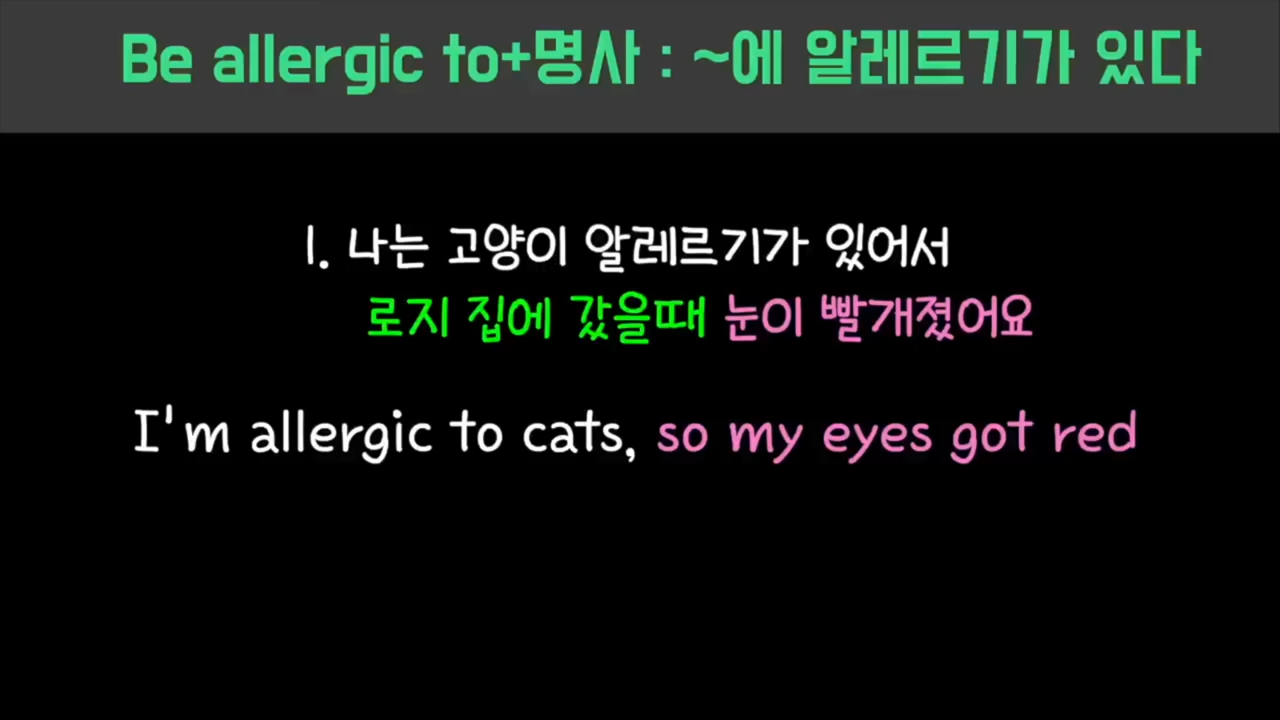 Be allergic to+명사 : ~에 알레르기가 있다
1. 나는 고양이 알레르기가 있어서
로지 집에 갔을때 눈이 빨개졌어요
I'm allergic to cats, so my eyes got red